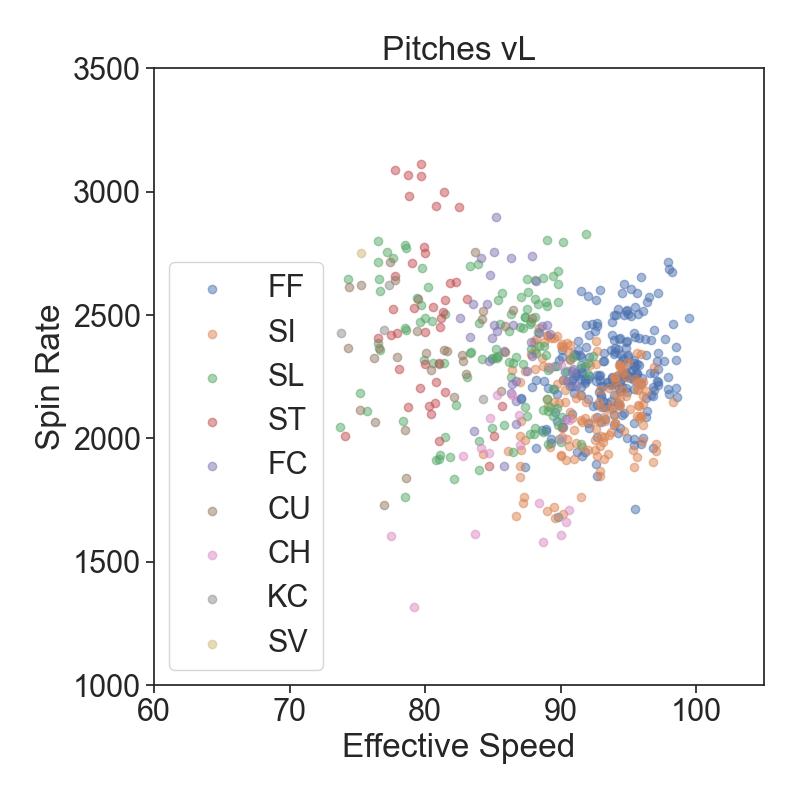 Pitches vL
3500
3000
2500
2000
1500
1000
Spin Rate
FF
SI
SL
ST
FC
CU
CH
KC
SV
60 70 80 90 100
Effective Speed